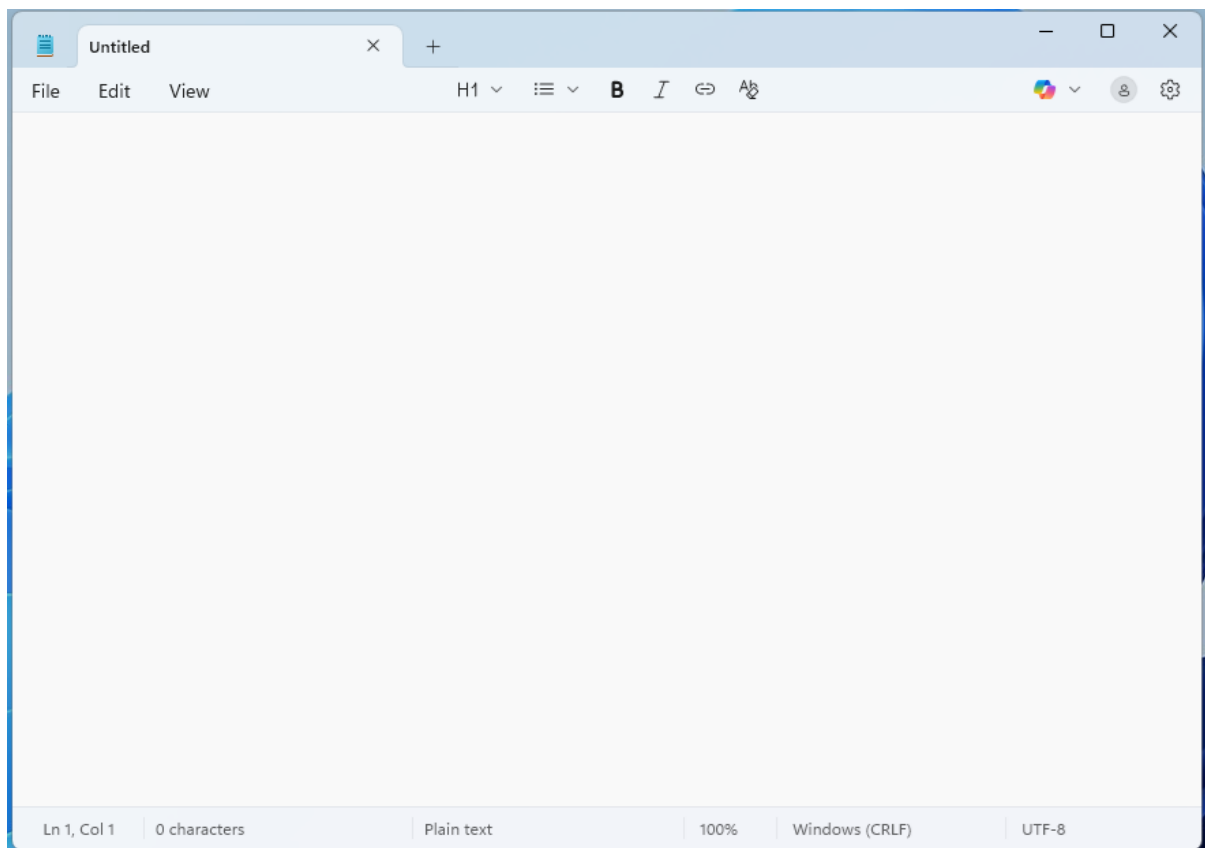 Untitled
File Edit View H1 B I
Ln 1, Col 1 0 characters Plain text 100% Windows (CRLF) UTF-8